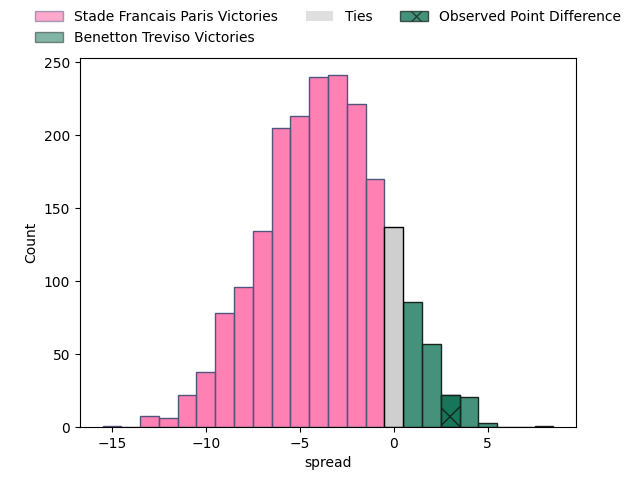 Stade Francais Paris Victories
Ties
Observed Point Difference
Benetton Treviso Victories
250
200
150
100
50
0
Count
−15
−10
−5
0
5
spread